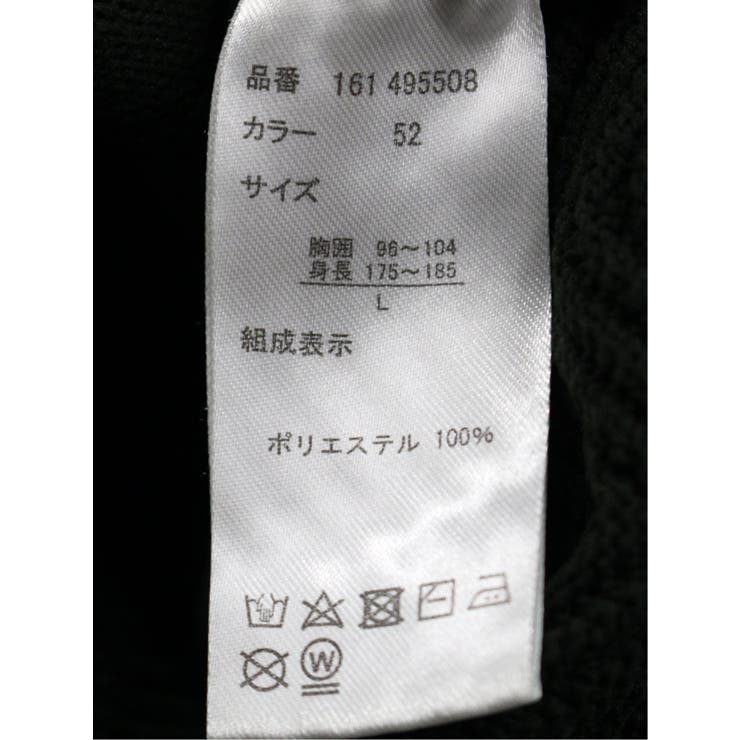 品番 161 495508
カラー 52
サイズ
胸囲 96～104
身長 175～185
L
組成表示
ポリエステル 100%
W